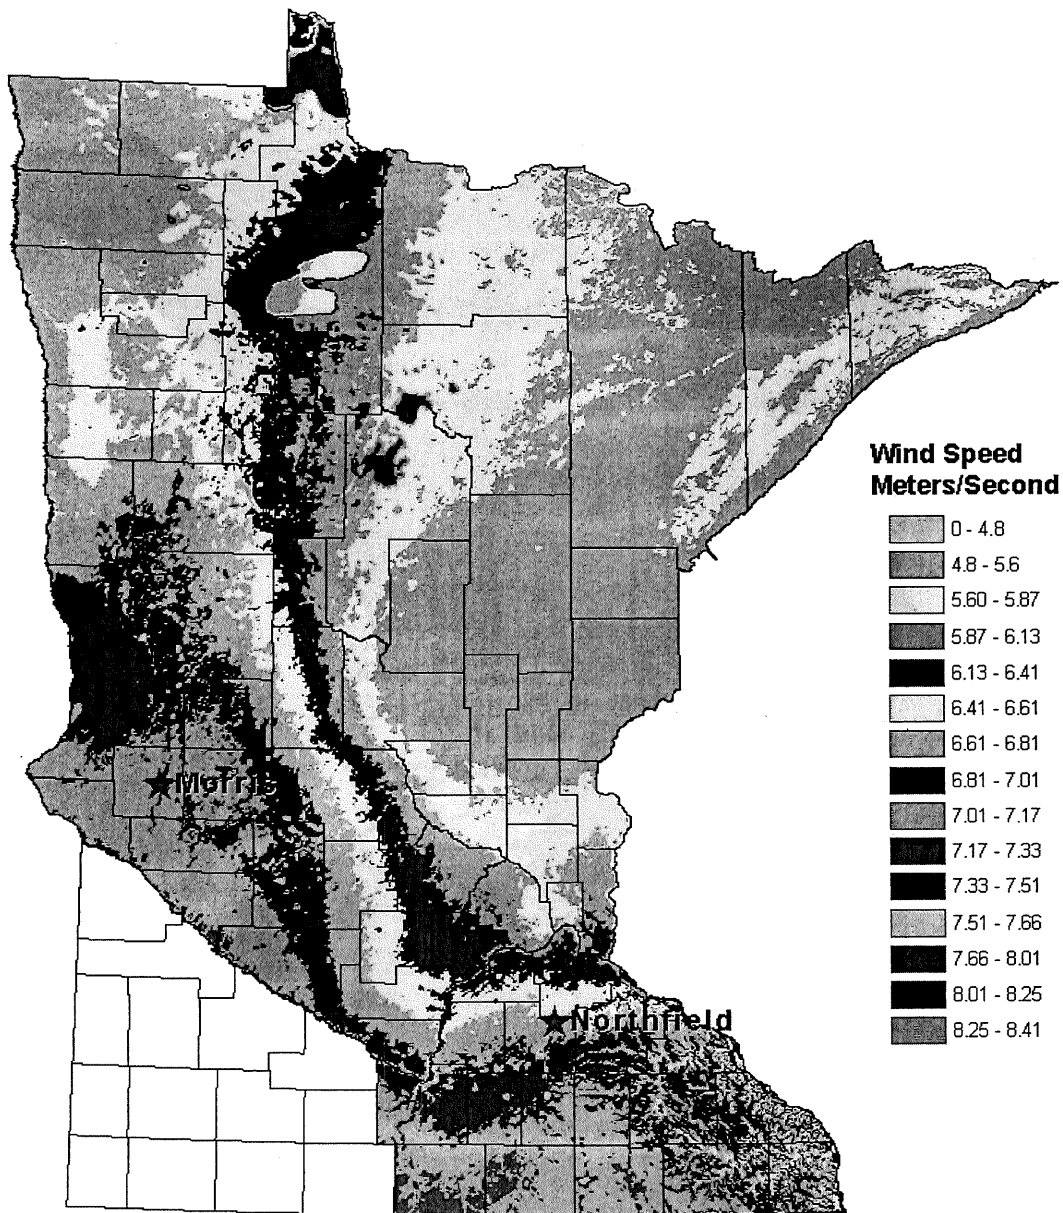 Wind Speed
Meters/Second
0 - 4.8
4.8 - 5.6
5.60 - 5.87
5.87 - 6.13
6.13 - 6.41
6.41 - 6.61
6.61 - 6.81
6.81 - 7.01
7.01 - 7.17
7.17 - 7.33
7.33 - 7.51
7.51 - 7.66
7.66 - 8.01
8.01 - 8.25
8.25 - 8.41
Morris
Northfield